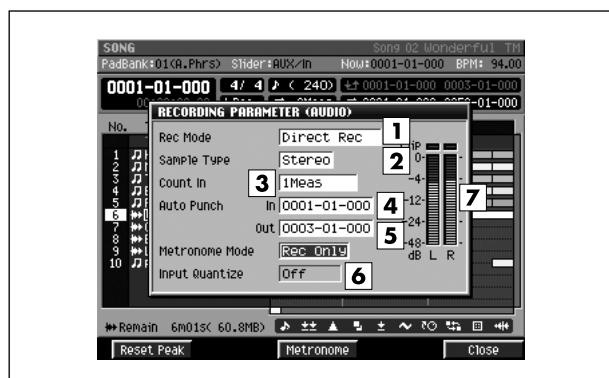 SONG Song 02 Wonderful TM
PadBank:01(A.Phrs) Slider:AUX/In Now:0001-01-000 BPM: 94.00
0001-01-000 4/ 4 ♪ ( 240) 0001-01-000 0003-01-000
RECORDING PARAMETER (AUDIO)
No.
Rec Mode Direct Rec 1
Sample Type Stereo 2
Count In 3 1Meas
Auto Punch In 0001-01-000 4
Out 0003-01-000 5
Metronome Mode Rec Only
Input Quantize Off 6
0
-4
-12
-24
-48
dB L R
7
1
2
3
4
5
6
7
8
9
10
Remain 6m01s( 60.8MB)
Reset Peak Metronome Close